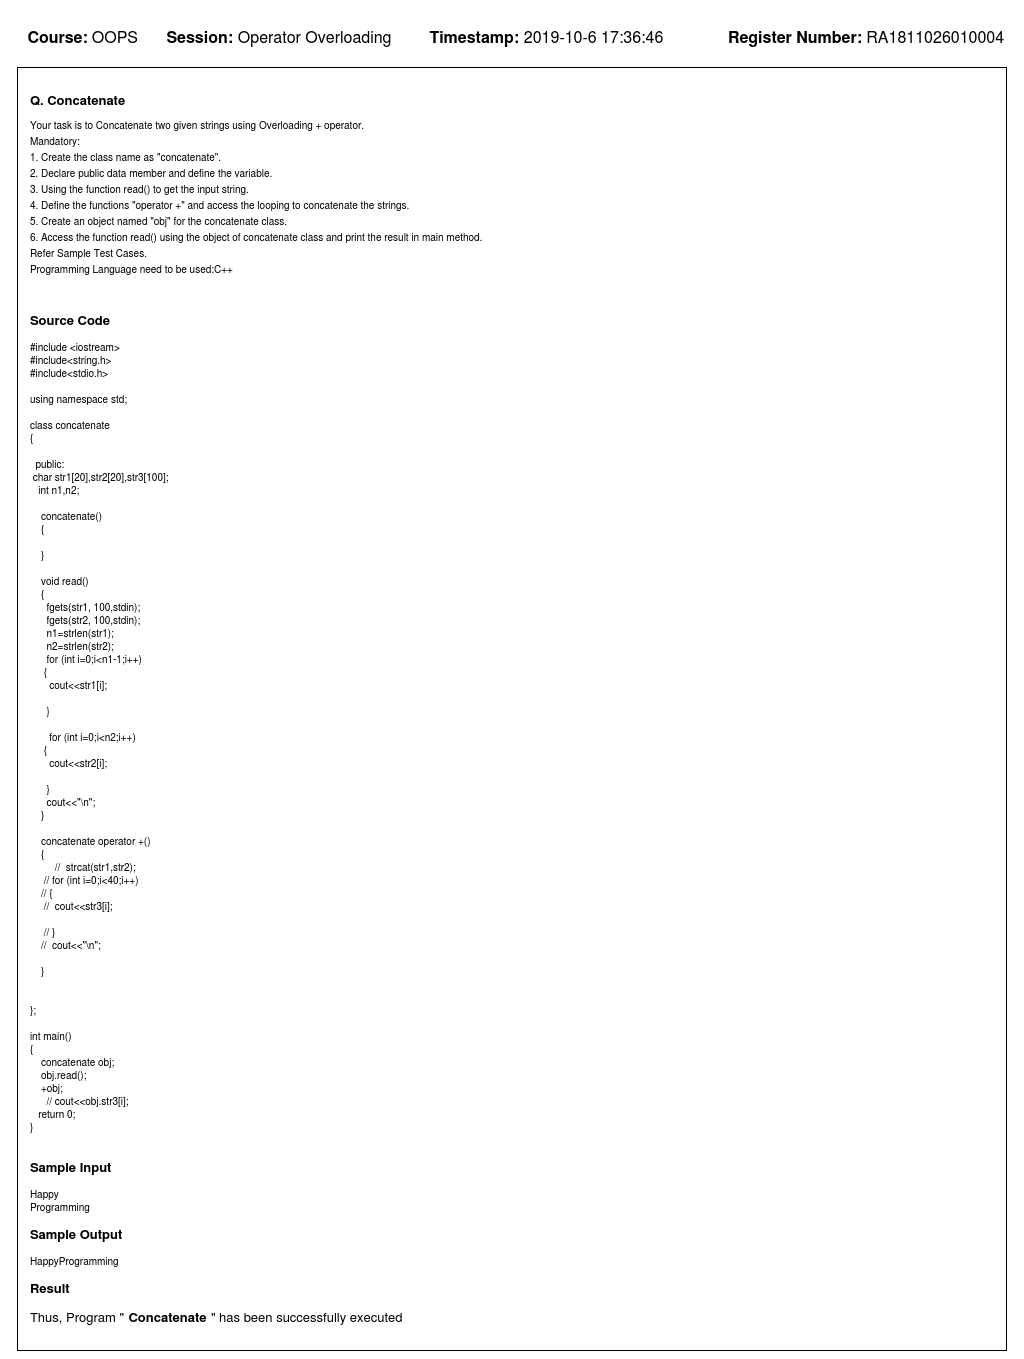 Course: OOPS Session: Operator Overloading Timestamp: 2019-10-6 17:36:46 Register Number: RA1811026010004
Q. Concatenate
Your task is to Concatenate two given strings using Overloading + operator.
Mandatory:
1. Create the class name as "concatenate".
2. Declare public data member and define the variable.
3. Using the function read() to get the input string.
4. Define the functions "operator +" and access the looping to concatenate the strings.
5. Create an object named "obj" for the concatenate class.
6. Access the function read() using the object of concatenate class and print the result in main method.
Refer Sample Test Cases.
Programming Language need to be used:C++
Source Code
#include <iostream>
#include<string.h>
#include<stdio.h>
using namespace std;
class concatenate
{
public:
char str1[20],str2[20],str3[100];
int n1,n2;
concatenate()
{
}
void read()
{
fgets(str1, 100,stdin);
fgets(str2, 100,stdin);
n1=strlen(str1);
n2=strlen(str2);
for (int i=0;i<n1-1;i++)
{
cout<<str1[i];
}
for (int i=0;i<n2;i++)
{
cout<<str2[i];
}
cout<<"\n";
}
concatenate operator +()
{
// strcat(str1,str2);
// for (int i=0;i<40;i++)
// {
// cout<<str3[i];
// }
// cout<<"\n";
}
};
int main()
{
concatenate obj;
obj.read();
+obj;
// cout<<obj.str3[i];
return 0;
}
Sample Input
Happy
Programming
Sample Output
HappyProgramming
Result
Thus, Program " Concatenate " has been successfully executed